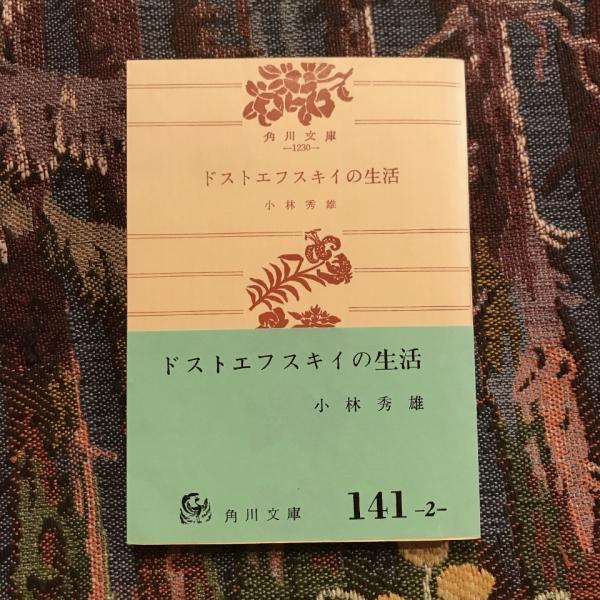 角川文庫
—1230—
ドストエフスキイの生活
小林秀雄
ドストエフスキイの生活
小林秀雄
角川文庫 141 -2-